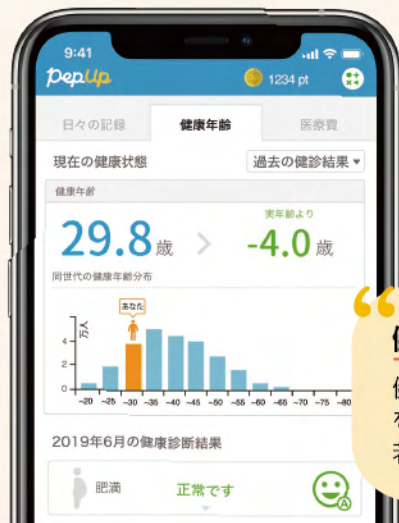 9:41
PepUp
1234 pt
日々の記録
健康年齢
医療費
現在の健康状態
過去の健診結果▼
健康年齢
29.8歳
>
実年齢より
-4.0歳
同世代の健康年齢分布
あなた
万人
4
2
0
~20 ~25 ~30 ~35 ~40 ~45 ~50 ~55 ~60 ~65 ~70 ~75 ~80
2019年6月の健康診断結果
肥満
正常です
A